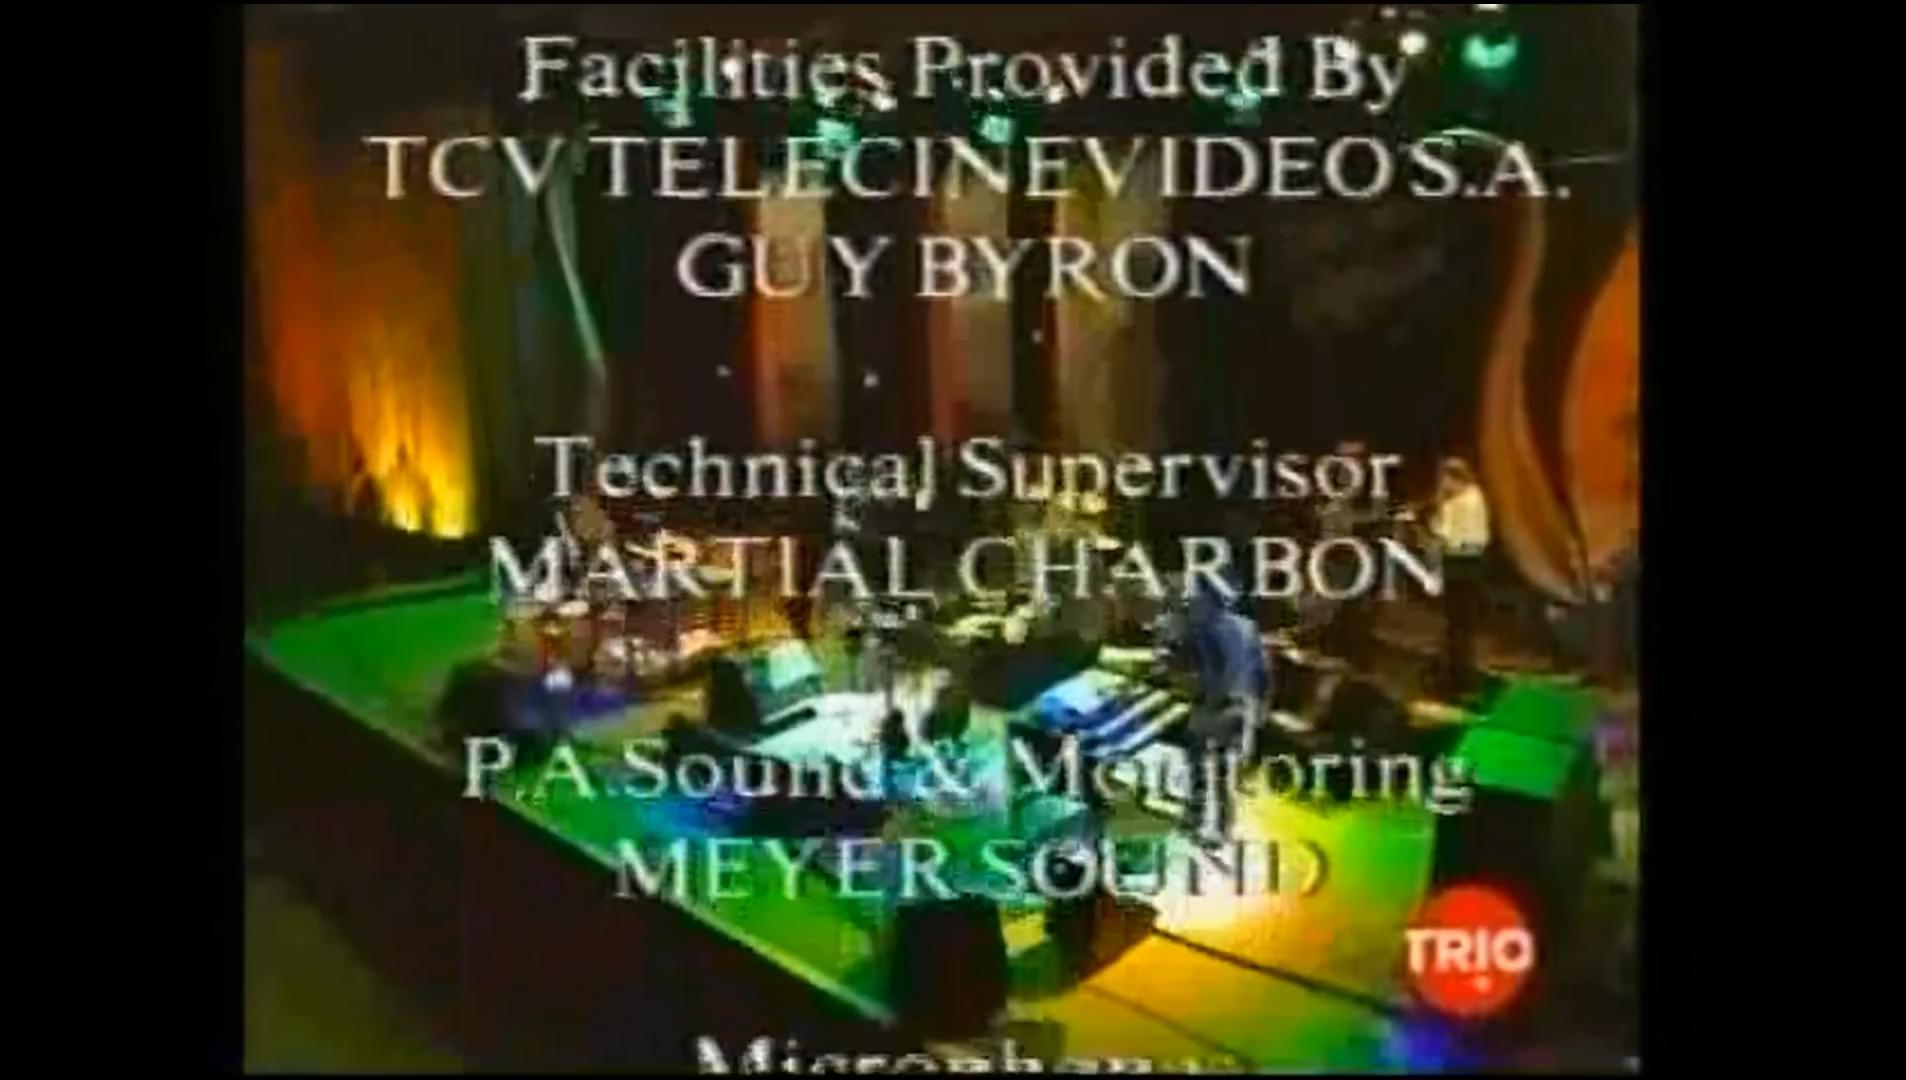 Facilities Provided By
TCV TELECINEVIDEO S.A.
GUY BYRON
Technical Supervisor
MARTIAL CHARBON
P.A. Sound & Monitoring
MEYER SOUND
TRIO